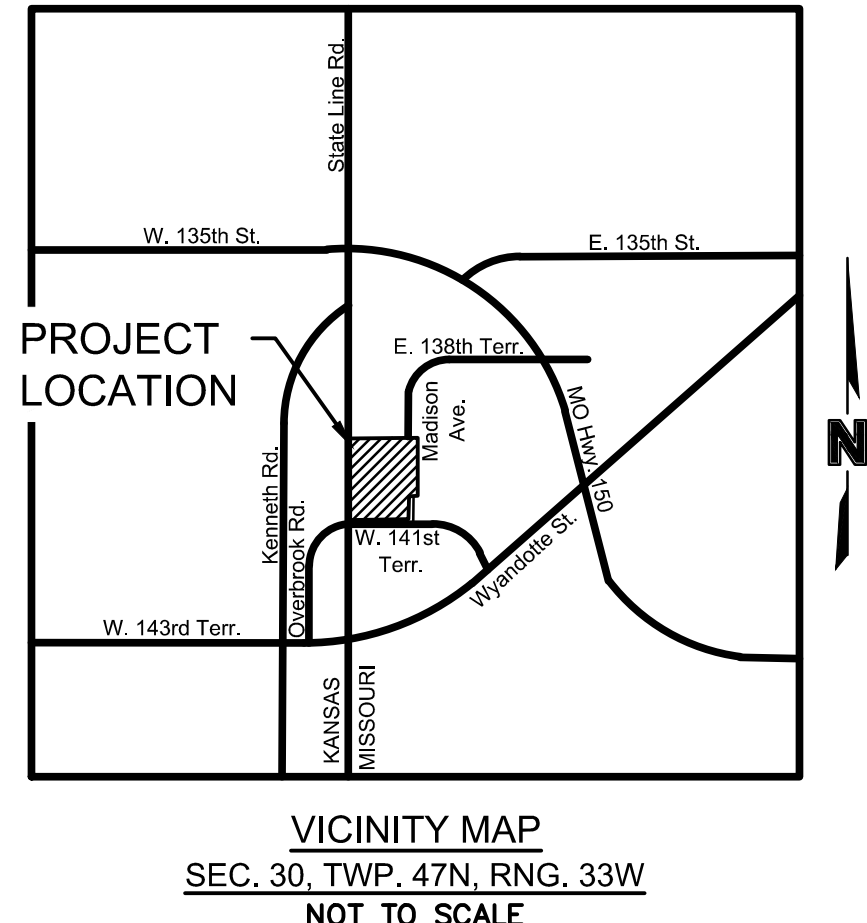 State Line Rd.
W. 135th St.
E. 135th St.
PROJECT
LOCATION
E. 138th Terr.
Madison
Ave.
MO Hwy. 150
N
Kenneth Rd.
Overbrook Rd.
W. 141st
Terr.
Wyandotte St.
W. 143rd Terr.
KANSAS
MISSOURI
VICINITY MAP
SEC. 30, TWP. 47N, RNG. 33W
NOT TO SCALE